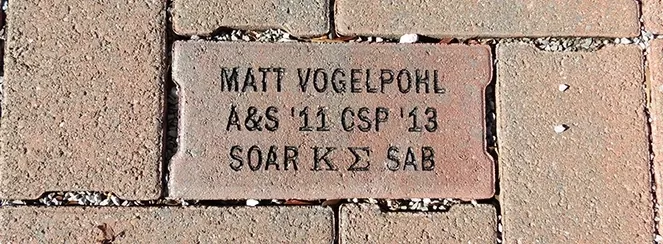 MATT VOGELPOHL
A&S '11 CSP '13
SOAR ΚΣ SAB